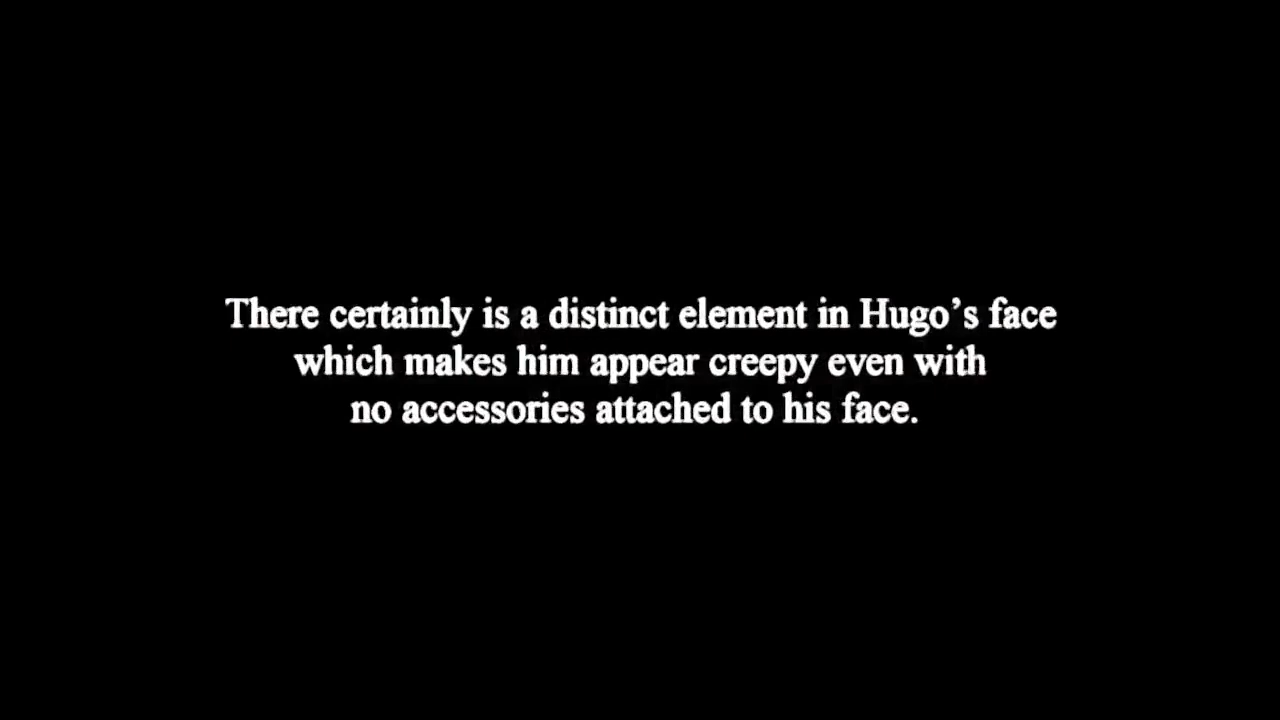 There certainly is a distinct element in Hugo’s face
which makes him appear creepy even with
no accessories attached to his face.